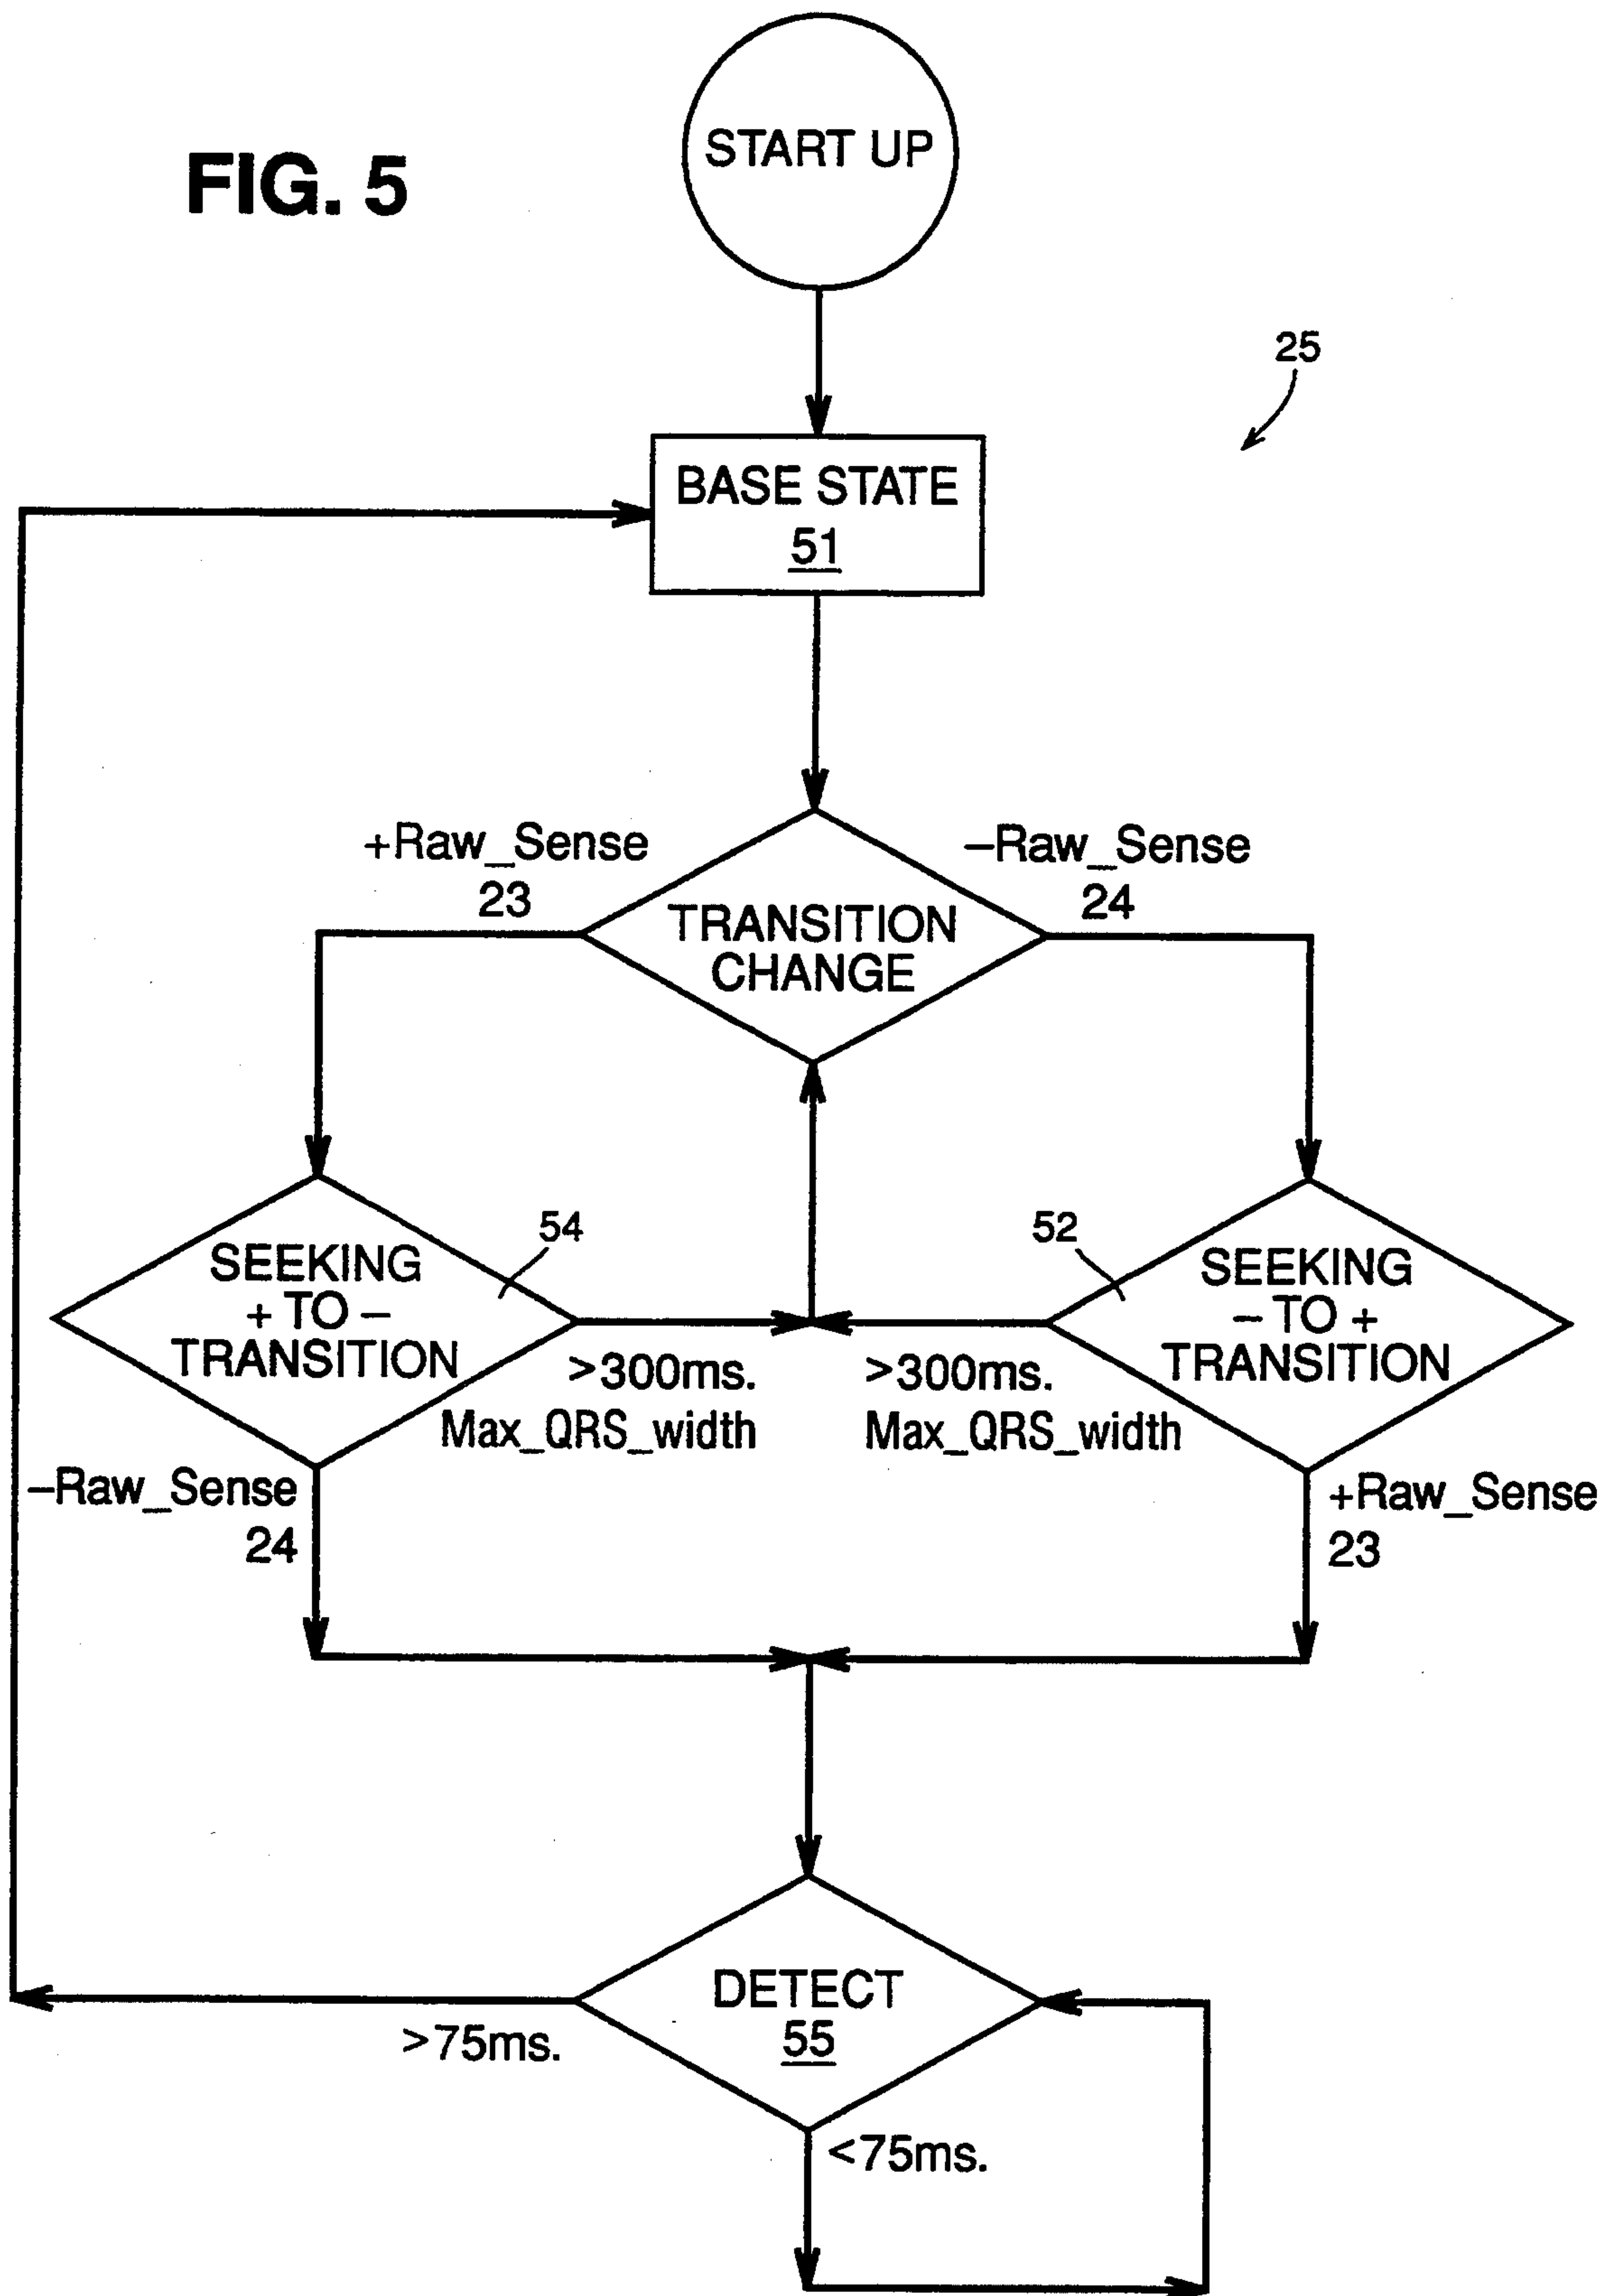 START UP
FIG. 5
25
BASE STATE
51
+Raw_Sense
23
–Raw_Sense
24
TRANSITION
CHANGE
54
52
SEEKING
+ TO –
TRANSITION
SEEKING
– TO +
TRANSITION
>300ms.
Max_QRS_width
>300ms.
Max_QRS_width
–Raw_Sense
24
+Raw_Sense
23
DETECT
55
>75ms.
<75ms.